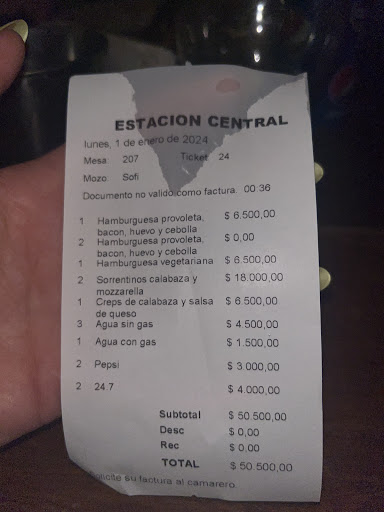 ESTACION CENTRAL
lunes, 1 de enero de 2024
Mesa: 207 Ticket: 24
Mozo: Sofi
Documento no valido como factura. 00:36
1 Hamburguesa provoleta, $ 6.500,00
bacon, huevo y cebolla
2 Hamburguesa provoleta, $ 0,00
bacon, huevo y cebolla
1 Hamburguesa vegetariana $ 6.500,00
2 Sorrentinos calabaza y $ 18.000,00
mozzarella
1 Creps de calabaza y salsa $ 6.500,00
de queso
3 Agua sin gas $ 4.500,00
1 Agua con gas $ 1.500,00
2 Pepsi $ 3.000,00
2 24.7 $ 4.000,00
Subtotal $ 50.500,00
Desc $ 0,00
Rec $ 0,00
TOTAL $ 50.500,00
Solicite su factura al camarero